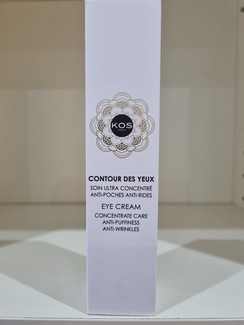 KOS
CONTOUR DES YEUX
SOIN ULTRA CONCENTRÉ
ANTI-POCHES ANTI-RIDES
EYE CREAM
CONCENTRATE CARE
ANTI-PUFFINESS
ANTI-WRINKLES